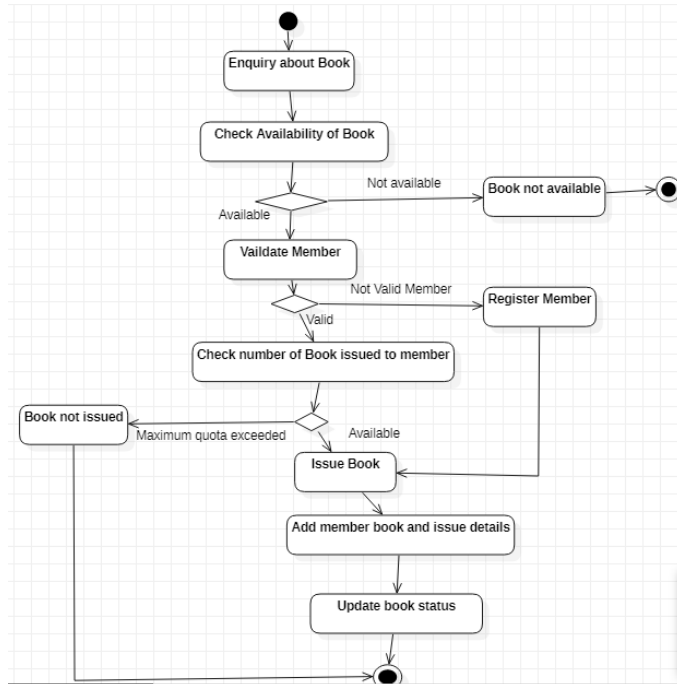 Enquiry about Book
Check Availability of Book
Not available
Book not available
Available
Vaildate Member
Not Valid Member
Register Member
Valid
Check number of Book issued to member
Book not issued
Maximum quota exceeded
Available
Issue Book
Add member book and issue details
Update book status